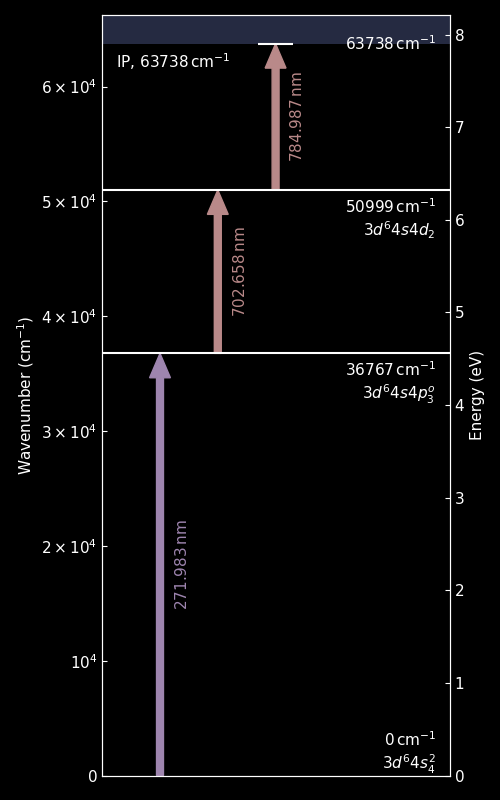 63738 cm⁻¹
IP, 63738 cm⁻¹
784.987 nm
50999 cm⁻¹
3d⁶4s4d₂
702.658 nm
36767 cm⁻¹
3d⁶4s4pᵒ₃
271.983 nm
0 cm⁻¹
3d⁶4s²₄
Wavenumber (cm⁻¹)
6 × 10⁴
5 × 10⁴
4 × 10⁴
3 × 10⁴
2 × 10⁴
10⁴
0
Energy (eV)
8
7
6
5
4
3
2
1
0